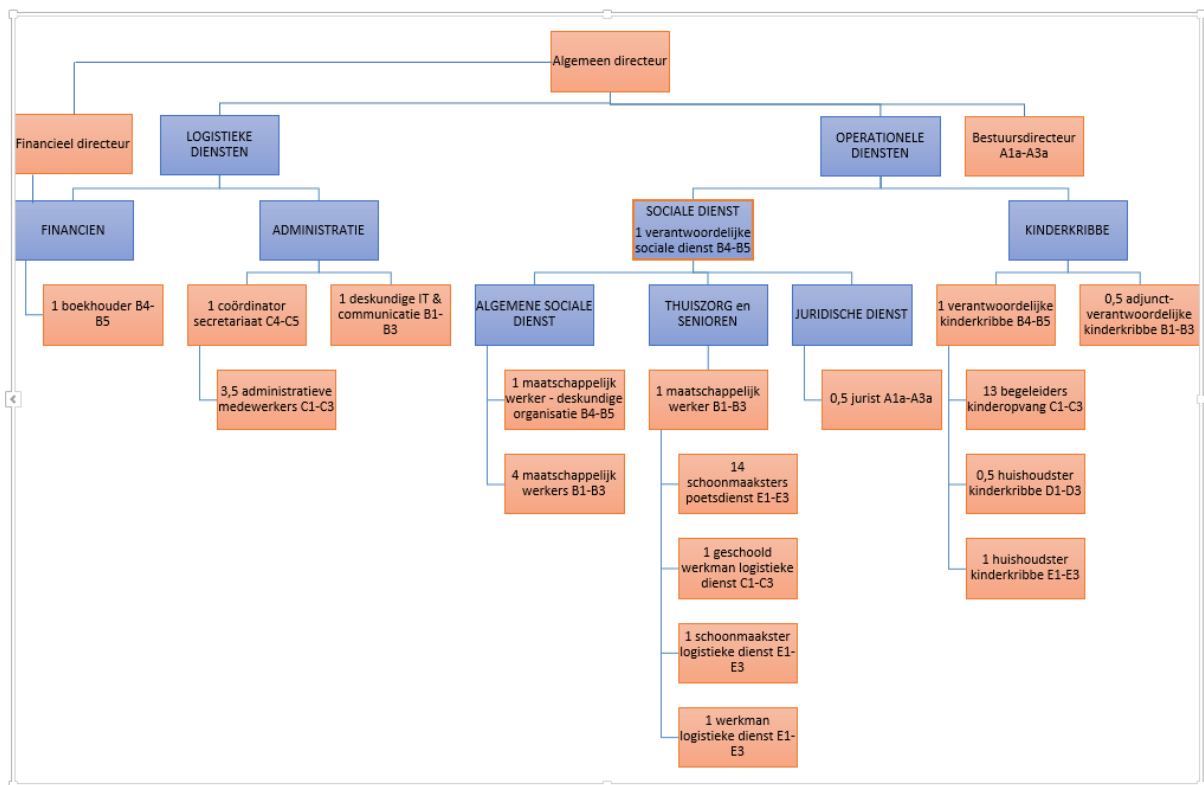 Algemeen directeur
Financieel directeur
LOGISTIEKE
DIENSTEN
OPERATIONELE
DIENSTEN
Bestuursdirecteur
A1a-A3a
FINANCIEN
ADMINISTRATIE
SOCIALE DIENST
1 verantwoordelijke
sociale dienst B4-B5
KINDERKRIBBE
1 boekhouder B4-
B5
1 coördinator
secretariaat C4-C5
1 deskundige IT &
communicatie B1-
B3
ALGEMENE SOCIALE
DIENST
THUISZORG en
SENIOREN
JURIDISCHE DIENST
1 verantwoordelijke
kinderkribbe B4-B5
0,5 adjunct-
verantwoordelijke
kinderkribbe B1-B3
3,5 administratieve
medewerkers C1-C3
1 maatschappelijk
werker - deskundige
organisatie B4-B5
1 maatschappelijk
werker B1-B3
0,5 jurist A1a-A3a
13 begeleiders
kinderopvang C1-C3
4 maatschappelijk
werkers B1-B3
14
schoonmaaksters
poetsdienst E1-E3
0,5 huishoudster
kinderkribbe D1-D3
1 geschoold
werkman logistieke
dienst C1-C3
1 huishoudster
kinderkribbe E1-E3
1 schoonmaakster
logistieke dienst E1-
E3
1 werkman
logistieke dienst E1-
E3